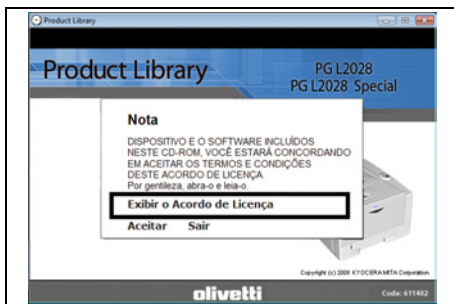 Product Library
Product Library
PG L2028
PG L2028 Special
Nota
DISPOSITIVO E O SOFTWARE INCLUÍDOS
NESTE CD-ROM, VOCÊ ESTARÁ CONCORDANDO
EM ACEITAR OS TERMOS E CONDIÇÕES
DESTE ACORDO DE LICENÇA.
Por gentileza, abra-o e leia-o.
Exibir o Acordo de Licença
Aceitar Sair
Copyright (c) 2008 KYOCERA MITA Corporation
olivetti
Code: 611402